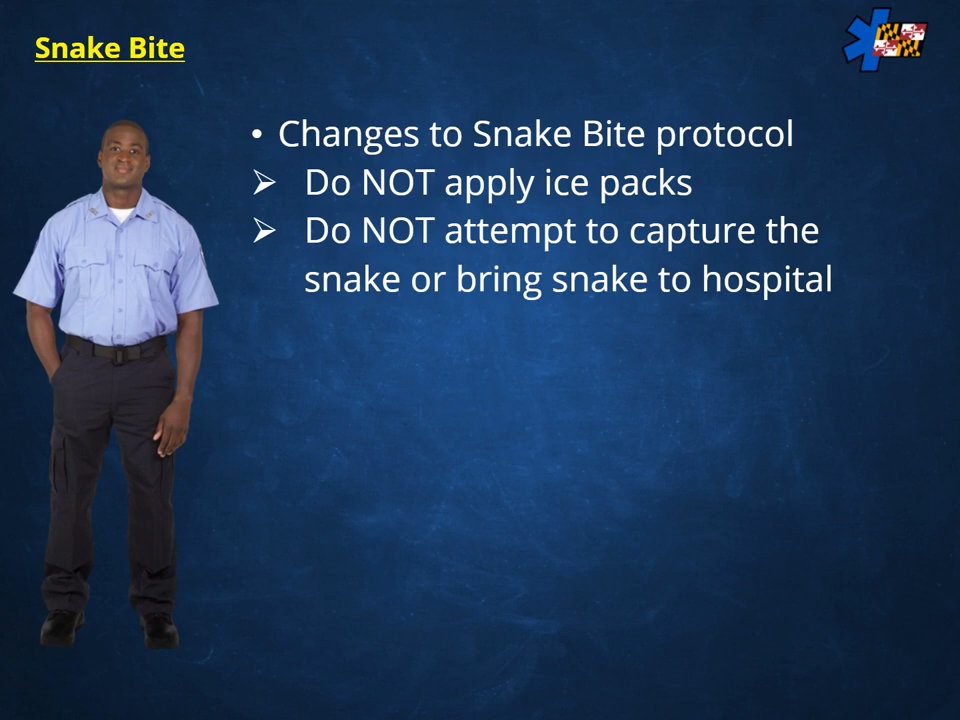 Snake Bite
• Changes to Snake Bite protocol
➢ Do NOT apply ice packs
➢ Do NOT attempt to capture the
snake or bring snake to hospital